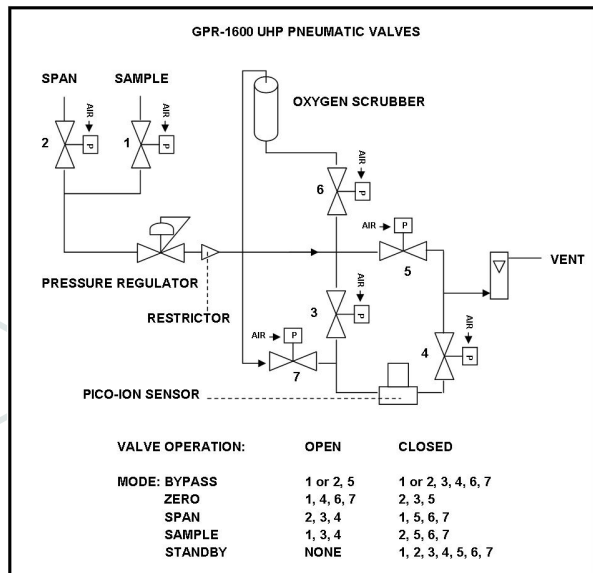 GPR-1600 UHP PNEUMATIC VALVES
SPAN SAMPLE
AIR AIR
OXYGEN SCRUBBER
2 P 1 P
AIR
6 P
AIR P
5
VENT
PRESSURE REGULATOR
AIR
3 P
RESTRICTOR
AIR P
AIR
4 P
7
PICO-ION SENSOR
VALVE OPERATION: OPEN CLOSED
MODE: BYPASS 1 or 2, 5 1 or 2, 3, 4, 6, 7
ZERO 1, 4, 6, 7 2, 3, 5
SPAN 2, 3, 4 1, 5, 6, 7
SAMPLE 1, 3, 4 2, 5, 6, 7
STANDBY NONE 1, 2, 3, 4, 5, 6, 7